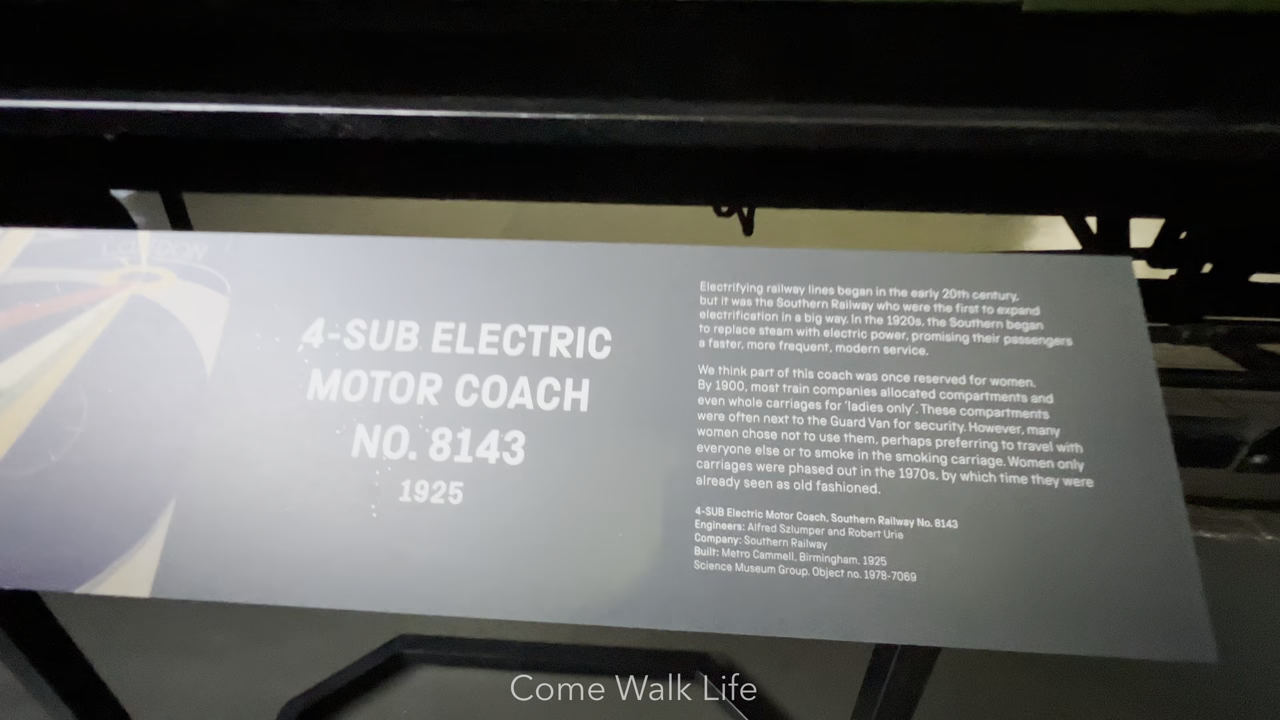 4-SUB ELECTRIC
MOTOR COACH
NO. 8143
1925
Electrifying railway lines began in the early 20th century,
but it was the Southern Railway who were the first to expand
electrification in a big way. In the 1920s, the Southern began
to replace steam with electric power, promising their passengers
a faster, more frequent, modern service.
We think part of this coach was once reserved for women.
By 1900, most train companies allocated compartments and
even whole carriages for 'ladies only'. These compartments
were often next to the Guard Van for security. However, many
women chose not to use them, perhaps preferring to travel with
everyone else or to smoke in the smoking carriage. Women only
carriages were phased out in the 1970s, by which time they were
already seen as old fashioned.
4-SUB Electric Motor Coach, Southern Railway No. 8143
Engineers: Alfred Szlumper and Robert Urie
Company: Southern Railway
Built: Metro Cammell, Birmingham, 1925
Science Museum Group. Object no. 1978-7069
Come Walk Life